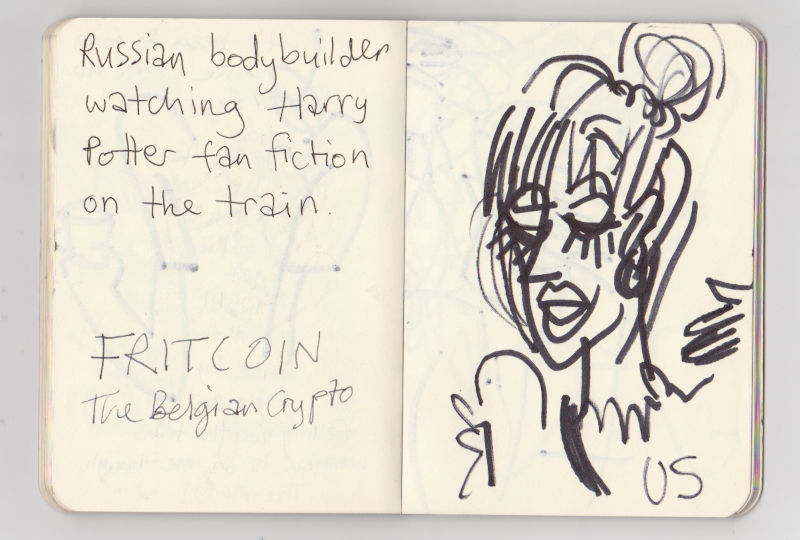 Russian bodybuilder
watching Harry
Potter fan fiction
on the train.
FRITCOIN
The Belgian Crypto
US